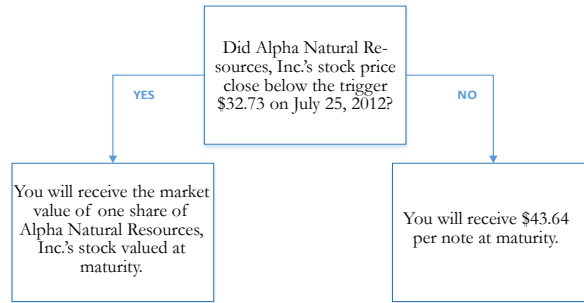 Did Alpha Natural Re-
sources, Inc.'s stock price
close below the trigger
$32.73 on July 25, 2012?
YES
NO
You will receive the market
value of one share of
Alpha Natural Resources,
Inc.'s stock valued at
maturity.
You will receive $43.64
per note at maturity.